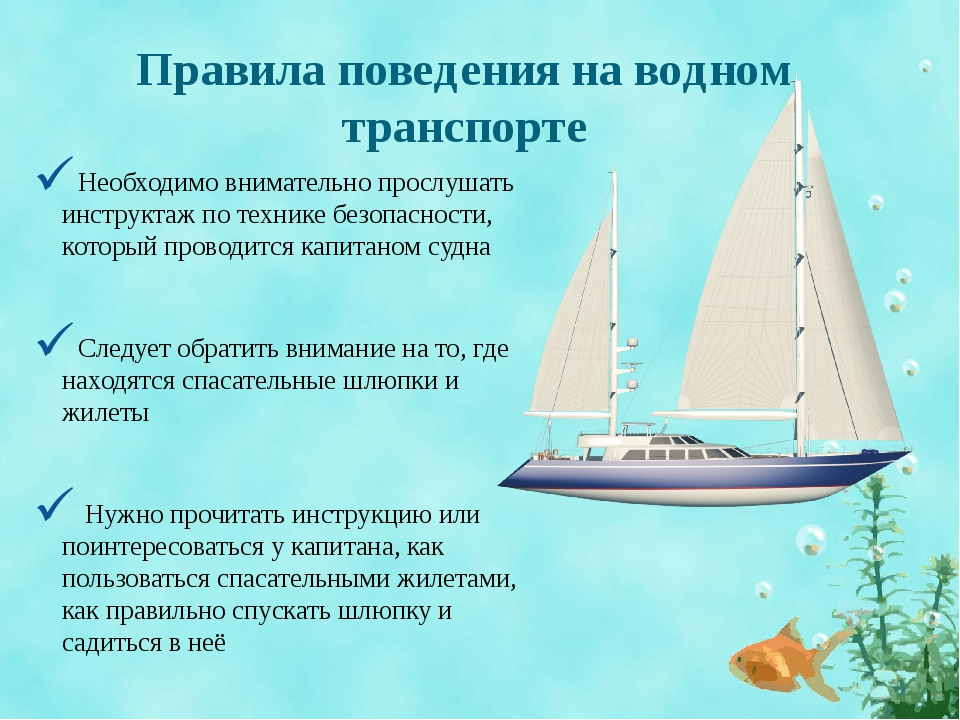 Правила поведения на водном
транспорте
✓Необходимо внимательно прослушать
инструктаж по технике безопасности,
который проводится капитаном судна
✓Следует обратить внимание на то, где
находятся спасательные шлюпки и
жилеты
✓ Нужно прочитать инструкцию или
поинтересоваться у капитана, как
пользоваться спасательными жилетами,
как правильно спускать шлюпку и
садиться в неё